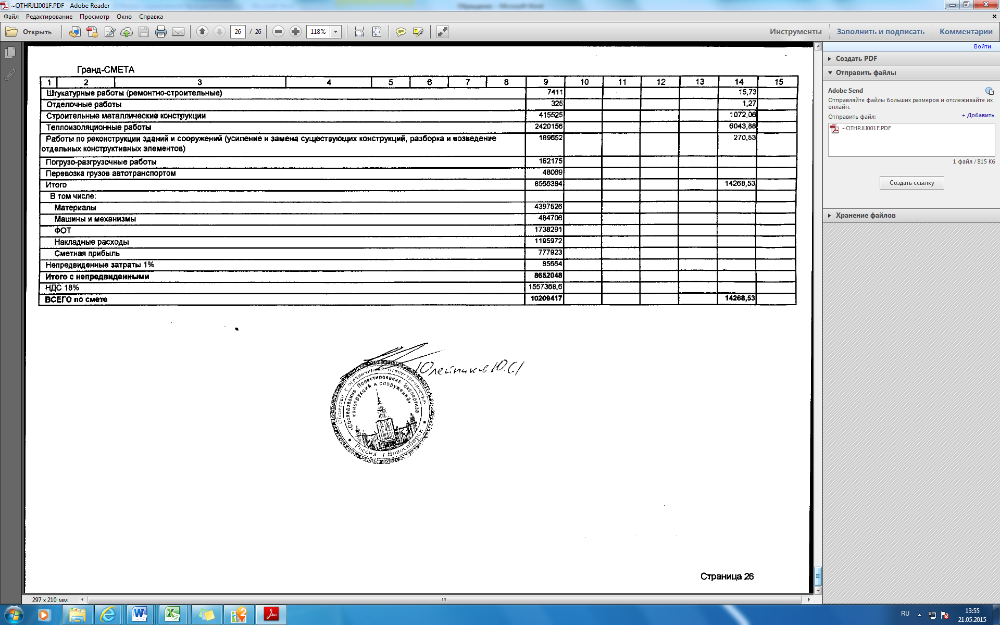 ~OTHRJLI001F.PDF - Adobe Reader
Файл Редактирование Просмотр Окно Справка
Открыть 26 / 26 118% Инструменты Заполнить и подписать Комментарии
Войти
Создать PDF
Отправить файлы
Adobe Send
Отправляйте файлы больших размеров и отслеживайте их
онлайн.
Отправить файл: + Добавить
~OTHRJLI001F.PDF
1 файл / 815 Кб
Создать ссылку
Хранение файлов
Гранд-СМЕТА
1 2 3 4 5 6 7 8 9 10 11 12 13 14 15
Штукатурные работы (ремонтно-строительные) 7411 15,73
Отделочные работы 325 1,27
Строительные металлические конструкции 415525 1072,06
Теплоизоляционные работы 2420156 6043,88
Работы по реконструкции зданий и сооружений (усиление и замена существующих конструкций, разборка и возведение 189652 270,53
отдельных конструктивных элементов)
Погрузо-разгрузочные работы 162175
Перевозка грузов автотранспортом 48069
Итого 8566384 14268,53
В том числе:
Материалы 4397526
Машины и механизмы 484706
ФОТ 1738291
Накладные расходы 1195972
Сметная прибыль 777923
Непредвиденные затраты 1% 85664
Итого с непредвиденными 8652048
НДС 18% 1557368,6
ВСЕГО по смете 10209417 14268,53
Общество с ограниченной ответственностью
«Обследование Проектирование Экспертиза
конструкций и сооружений»
Россия г.Новосибирск
Страница 26
297 x 210 мм
RU 13:55
21.05.2015